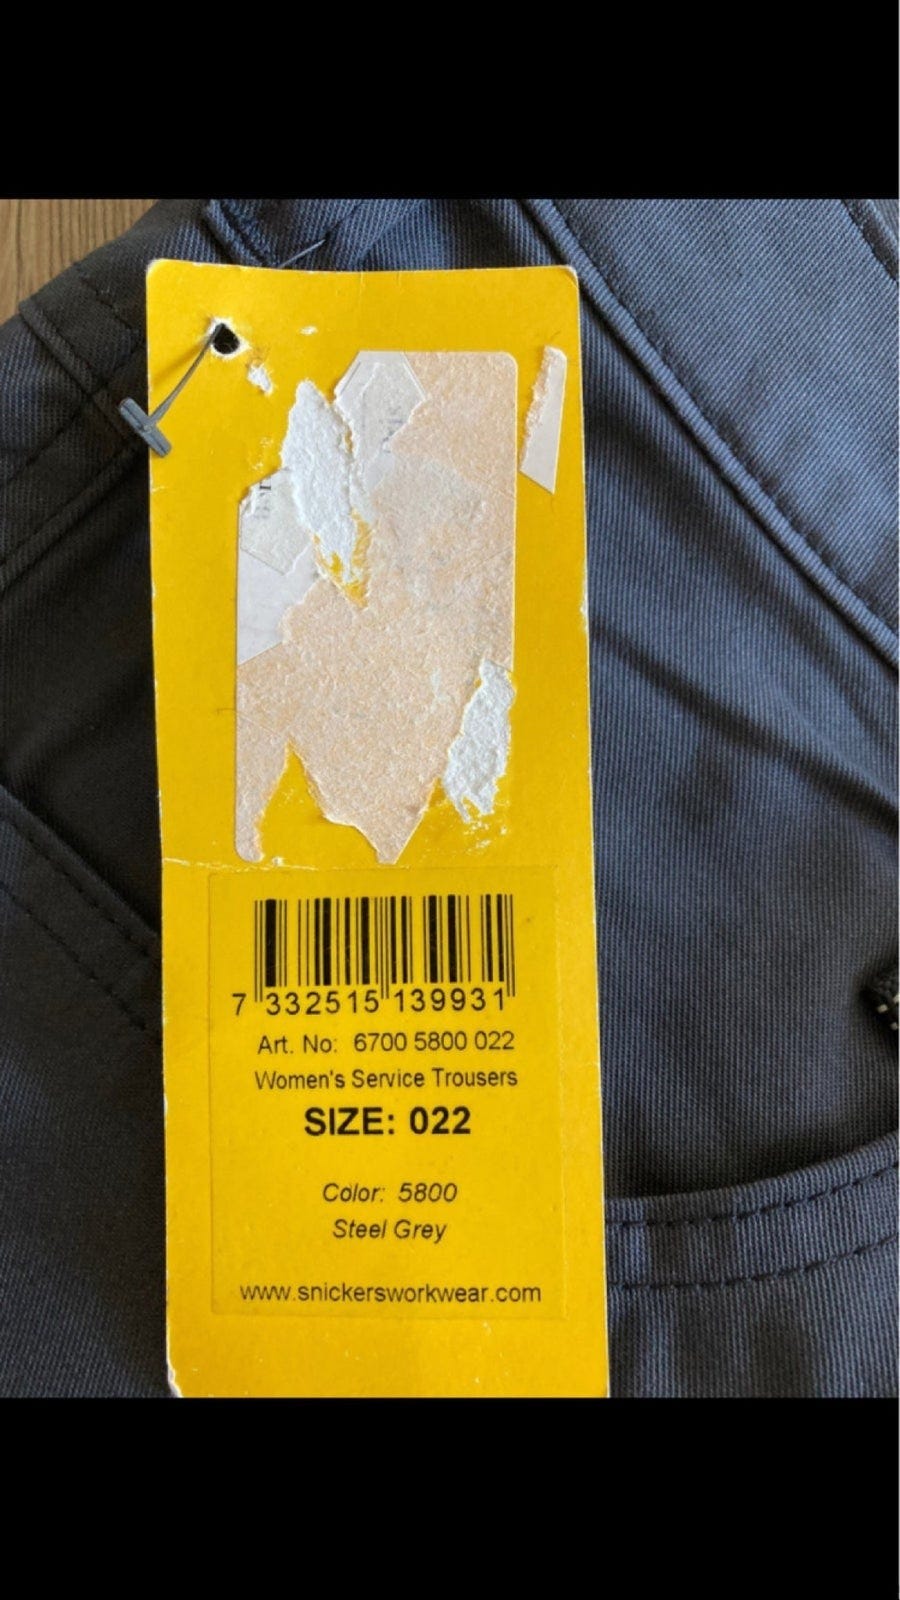 7 332515 139931
Art. No: 6700 5800 022
Women's Service Trousers
SIZE: 022
Color: 5800
Steel Grey
www.snickersworkwear.com